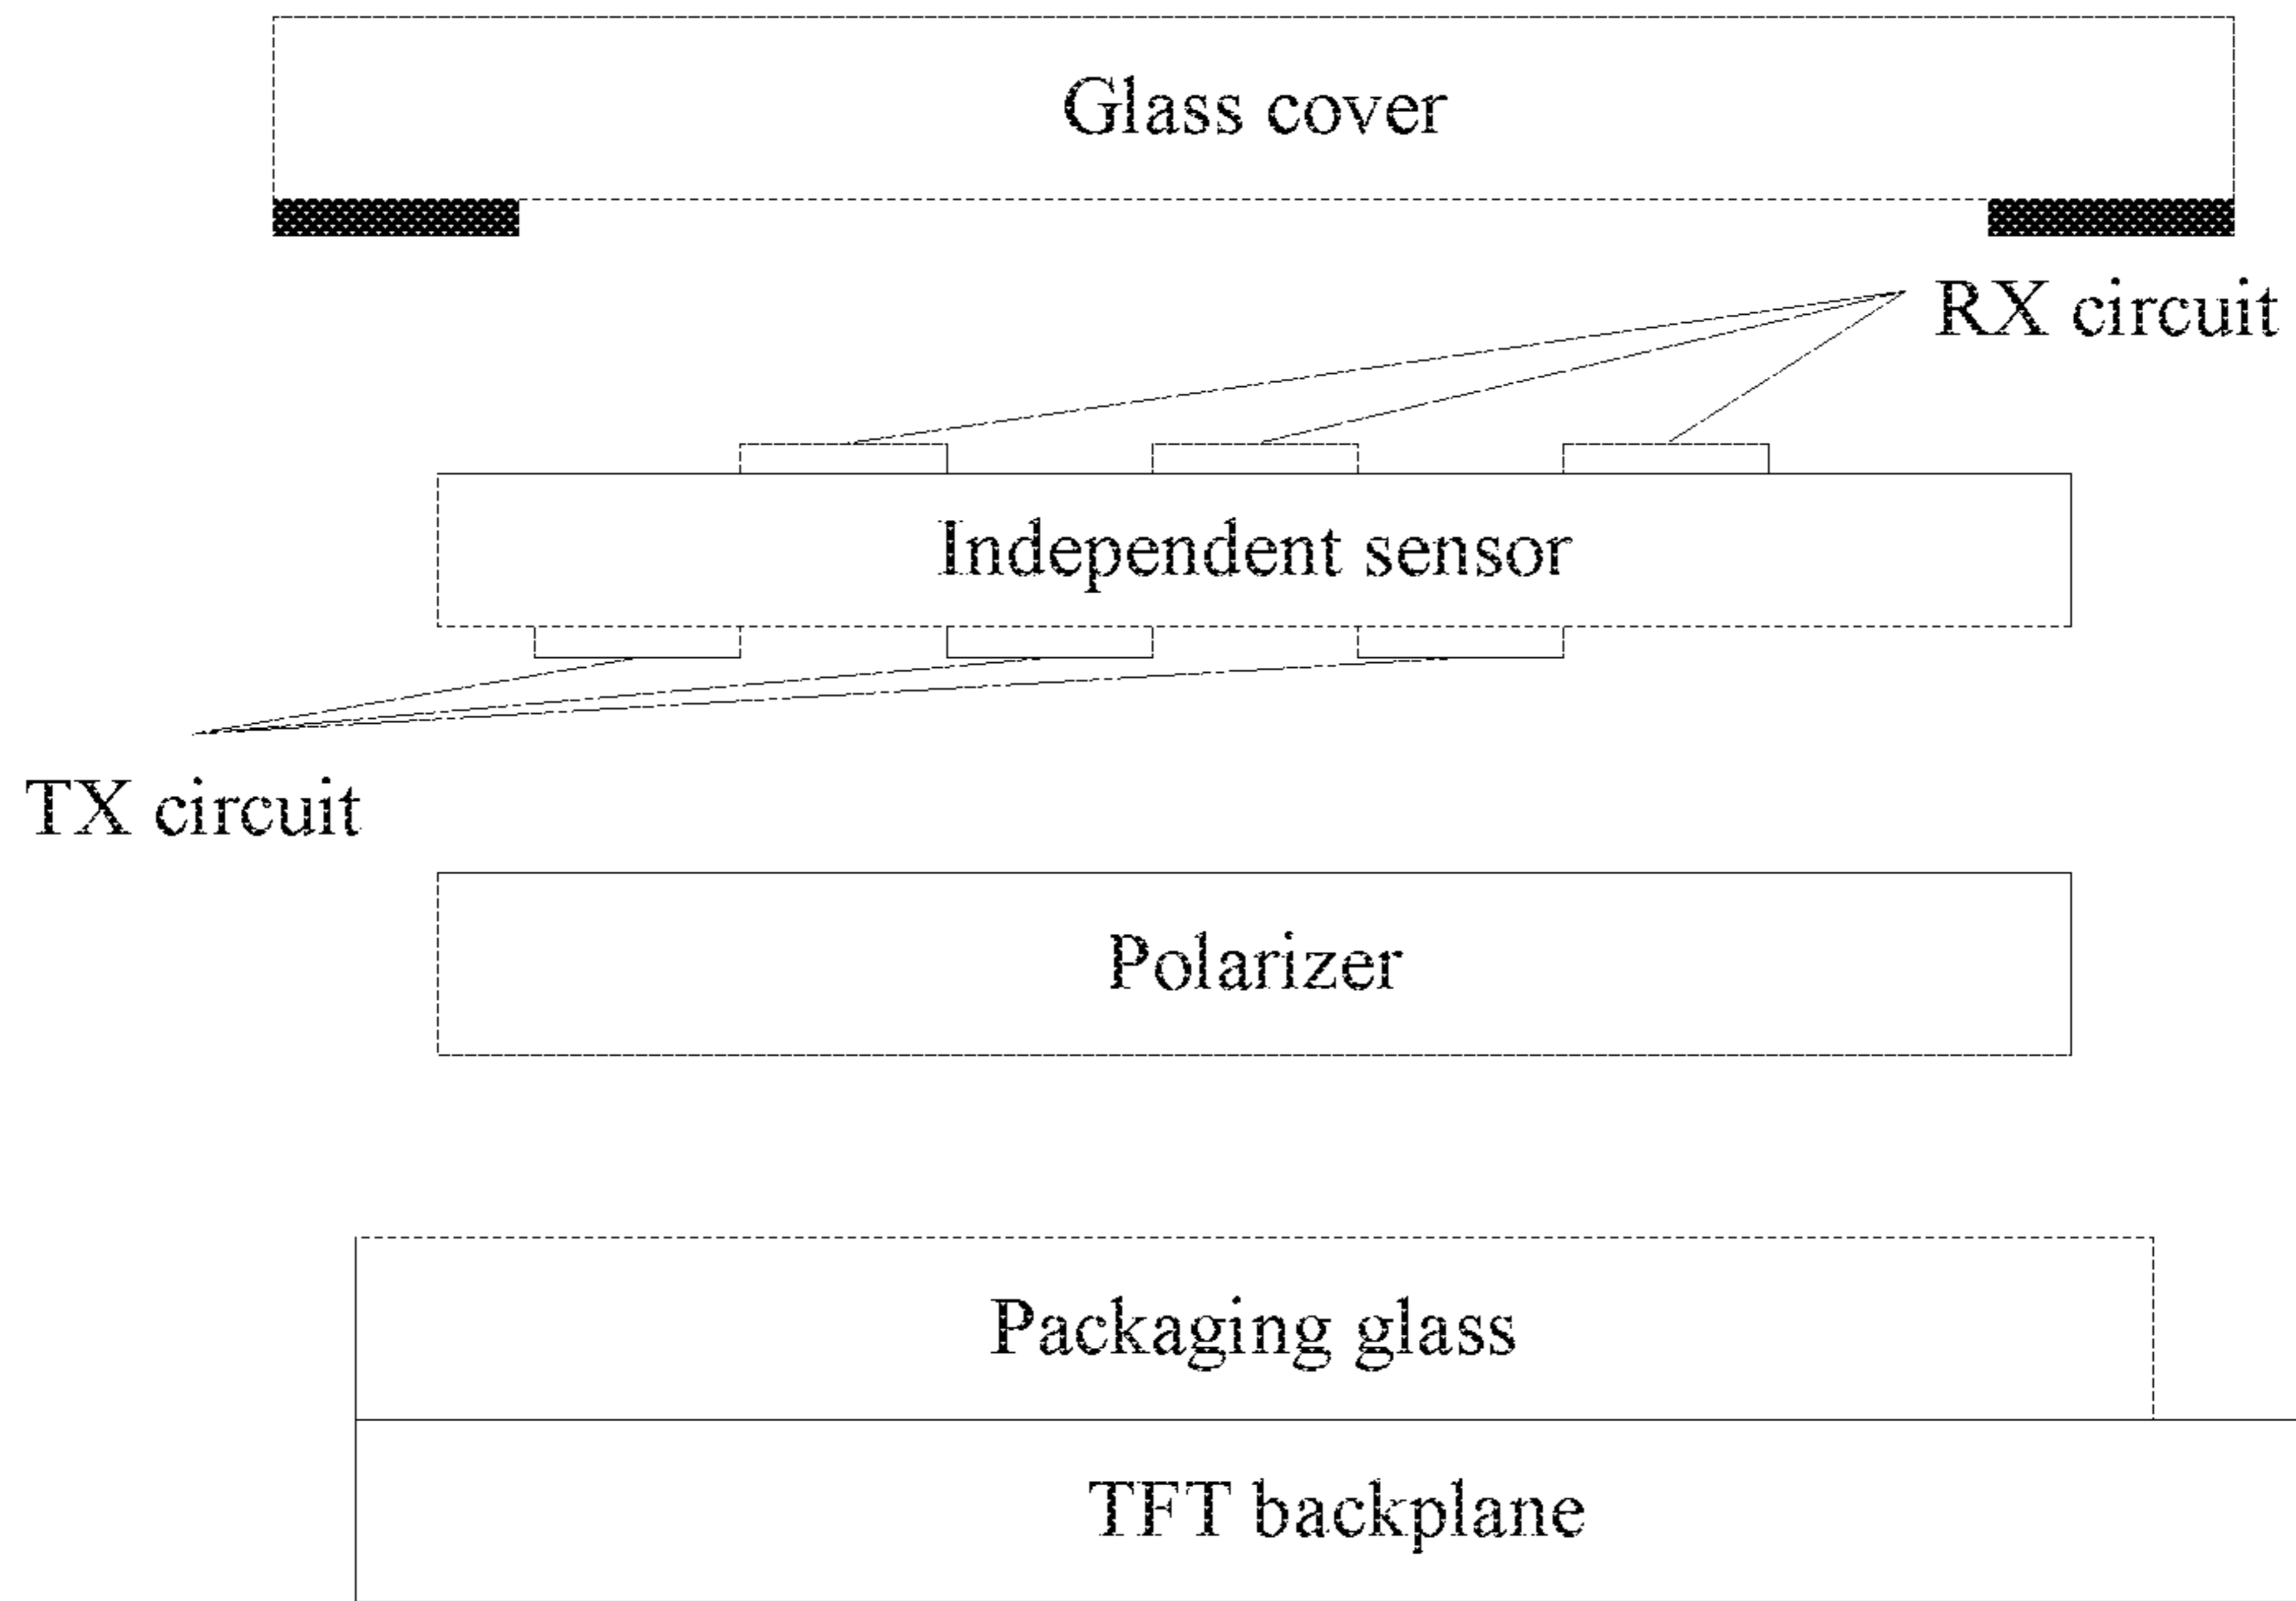 Glass cover
RX circuit
Independent sensor
TX circuit
Polarizer
Packaging glass
TFT backplane